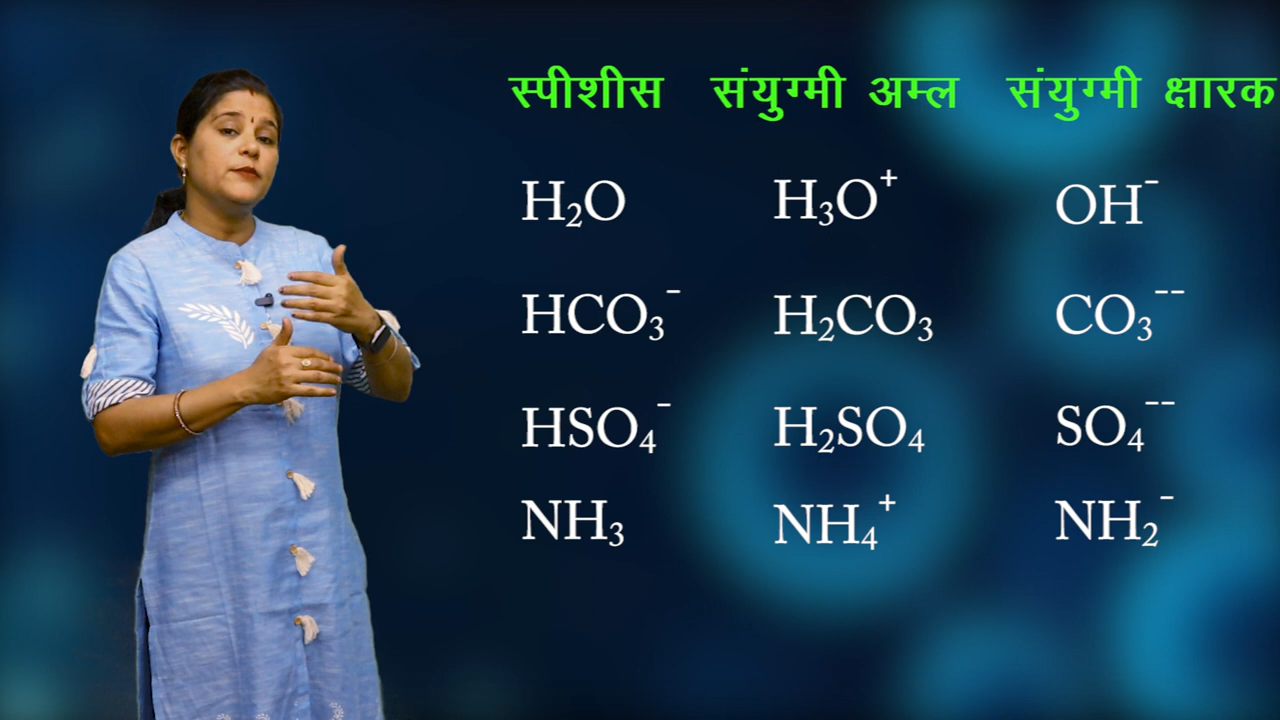 स्पीशीस संयुग्मी अम्ल संयुग्मी क्षारक
H₂O H₃O⁺ OH⁻
HCO₃⁻ H₂CO₃ CO₃⁻⁻
HSO₄⁻ H₂SO₄ SO₄⁻⁻
NH₃ NH₄⁺ NH₂⁻